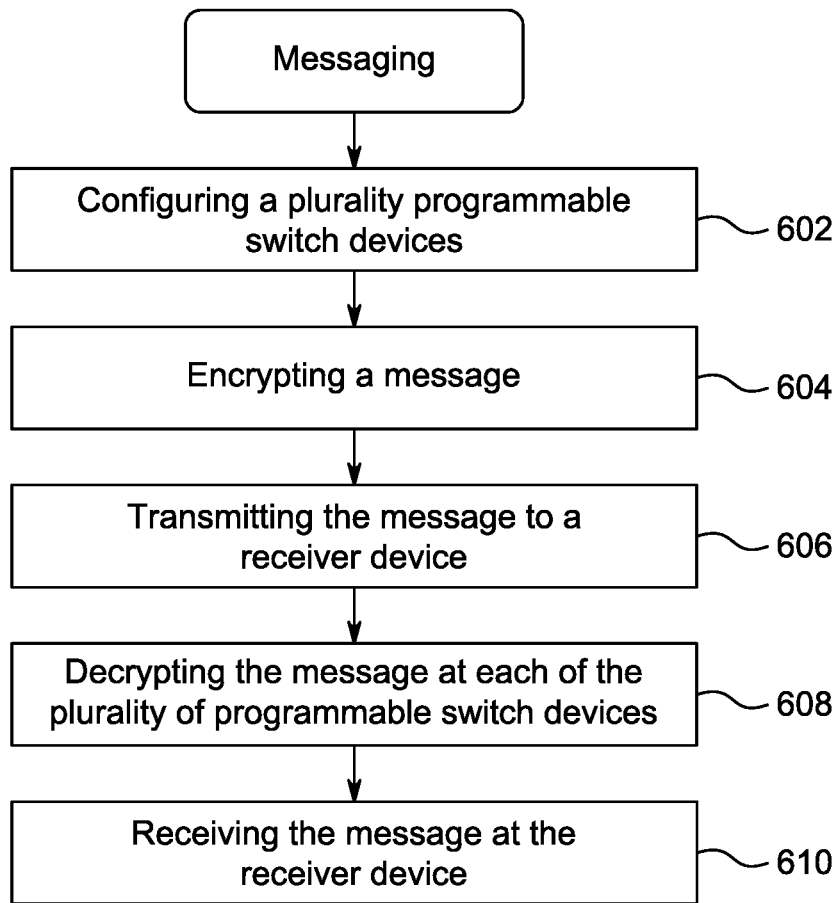 Messaging
Configuring a plurality programmable
switch devices
602
Encrypting a message
604
Transmitting the message to a
receiver device
606
Decrypting the message at each of the
plurality of programmable switch devices
608
Receiving the message at the
receiver device
610